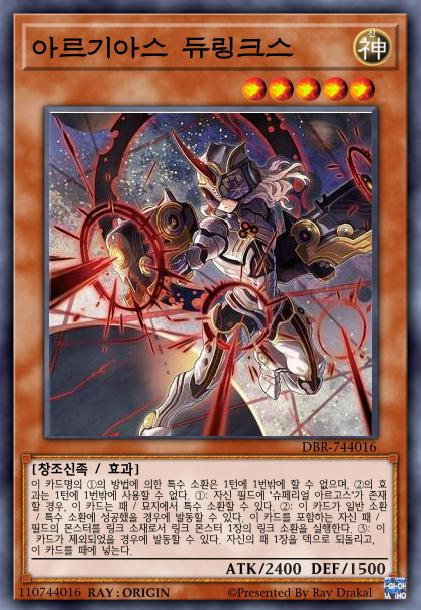 아르기아스 듀링크스
신
神
DBR-744016
[창조신족 / 효과]
이 카드명의 ①의 방법에 의한 특수 소환은 1턴에 1번밖에 할 수 없으며, ②의 효
과는 1턴에 1번밖에 사용할 수 없다. ①: 자신 필드에 '슈페리얼 아르고스'가 존재
할 경우, 이 카드는 패 / 묘지에서 특수 소환할 수 있다. ②: 이 카드가 일반 소환
/ 특수 소환에 성공했을 경우에 발동할 수 있다. 이 카드를 포함하는 자신 패 /
필드의 몬스터를 링크 소재로서 링크 몬스터 1장의 링크 소환을 실행한다. ③: 이
카드가 제외되었을 경우에 발동할 수 있다. 자신의 패 1장을 덱으로 되돌리고,
이 카드를 패에 넣는다.
ATK/2400 DEF/1500
110744016 RAY : ORIGIN ©Presented By Ray Drakal